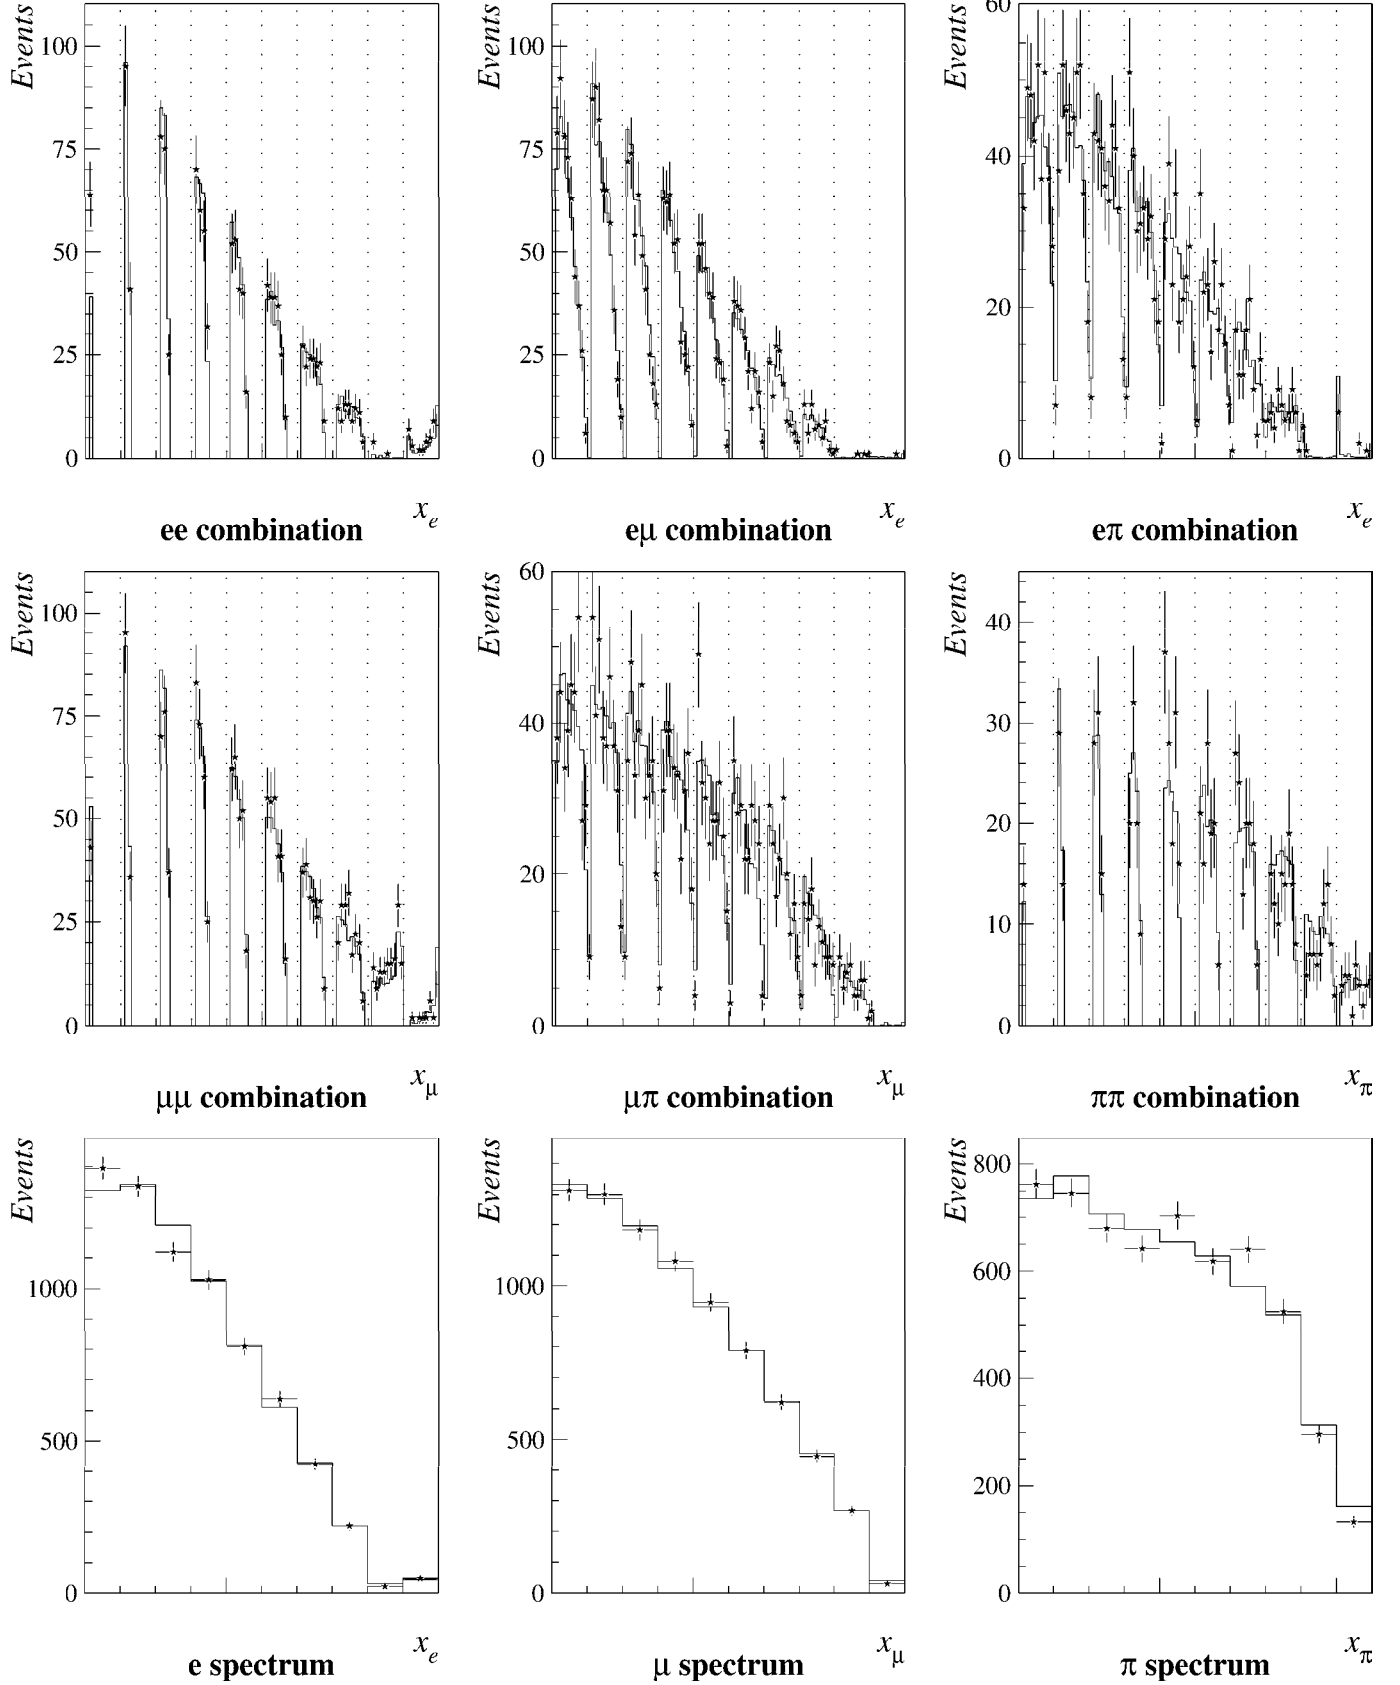 Events
100
75
50
25
0
x_e
ee combination
Events
100
75
50
25
0
x_e
eμ combination
Events
60
40
20
0
x_e
eπ combination
Events
100
75
50
25
0
x_μ
μμ combination
Events
60
40
20
0
x_μ
μπ combination
Events
40
30
20
10
0
x_π
ππ combination
Events
1000
500
0
x_e
e spectrum
Events
1000
500
0
x_μ
μ spectrum
Events
800
600
400
200
0
x_π
π spectrum